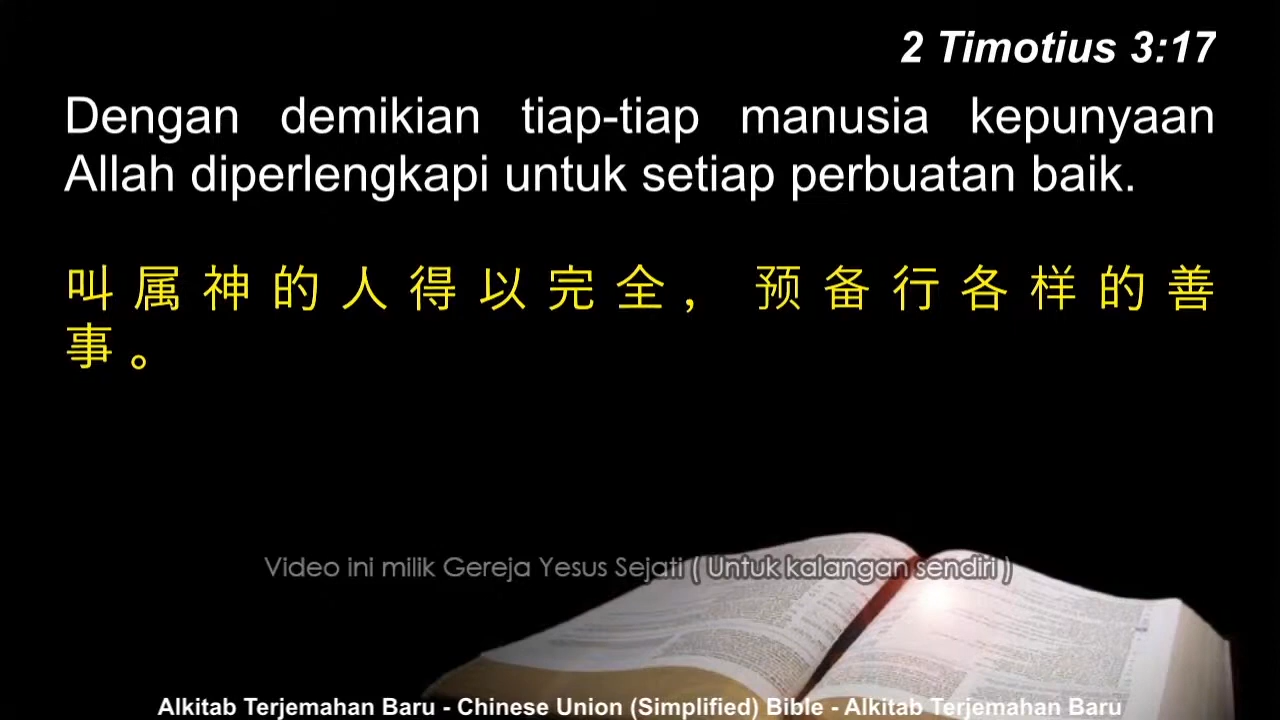 2 Timotius 3:17
Dengan demikian tiap-tiap manusia kepunyaan
Allah diperlengkapi untuk setiap perbuatan baik.
叫属神的人得以完全，预备行各样的善
事。
Video ini milik Gereja Yesus Sejati ( Untuk kalangan sendiri )
Alkitab Terjemahan Baru - Chinese Union (Simplified) Bible - Alkitab Terjemahan Baru